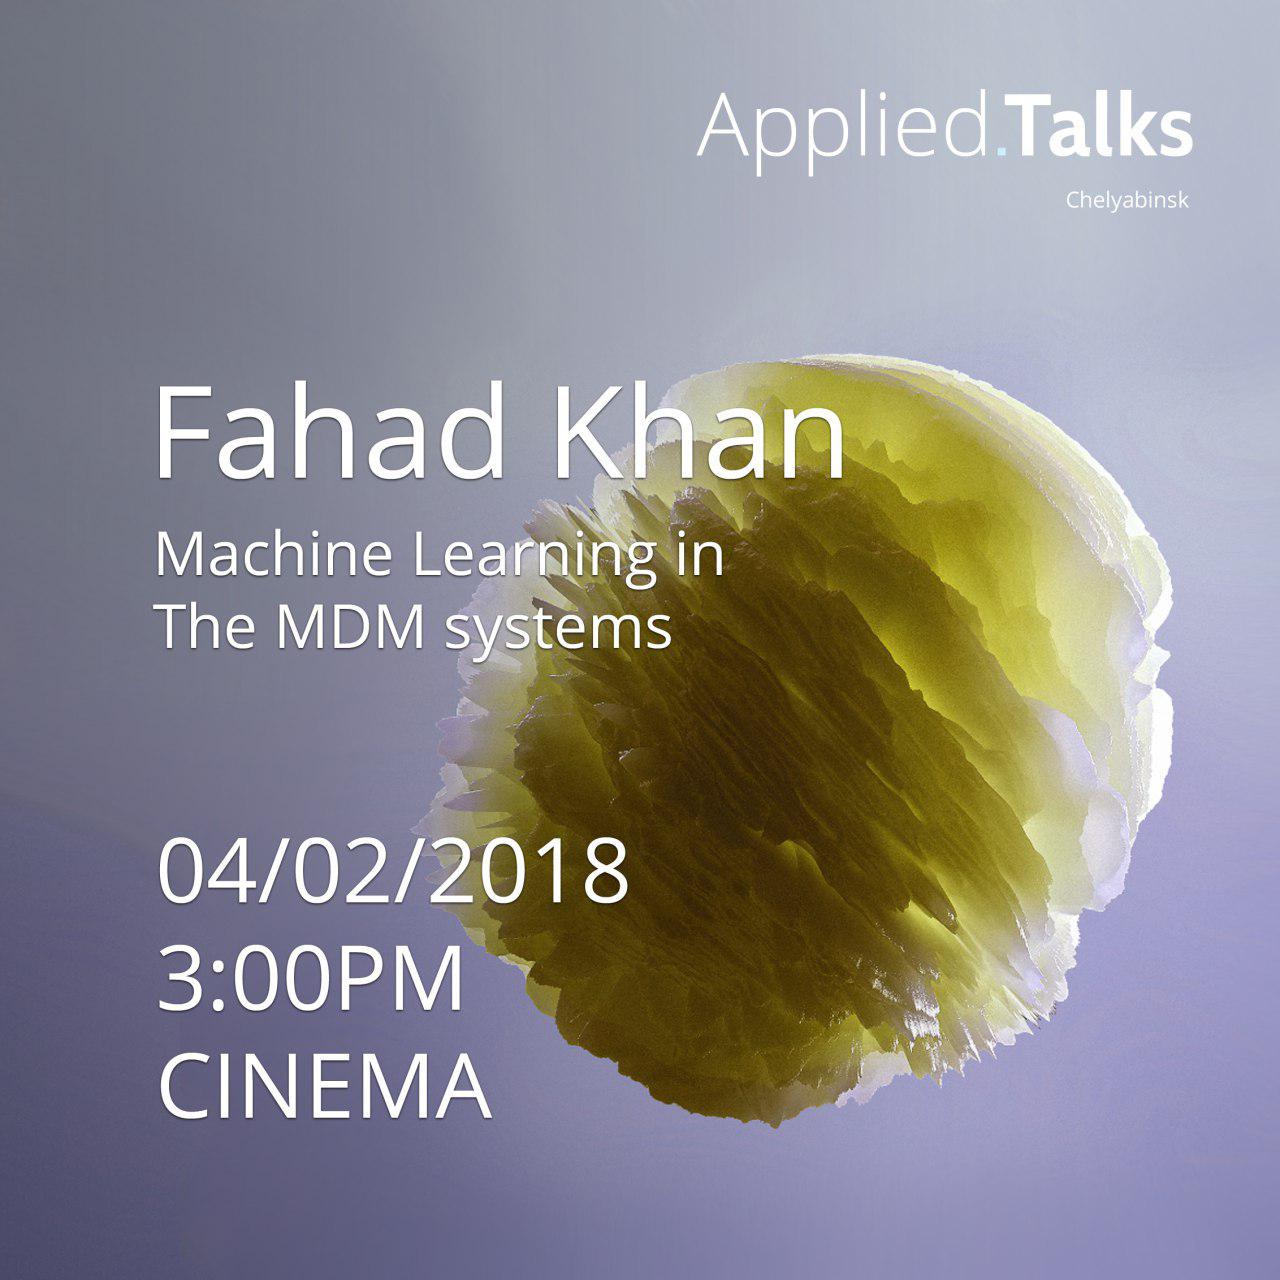 Applied.Talks
Chelyabinsk
Fahad Khan
Machine Learning in
The MDM systems
04/02/2018
3:00PM
CINEMA